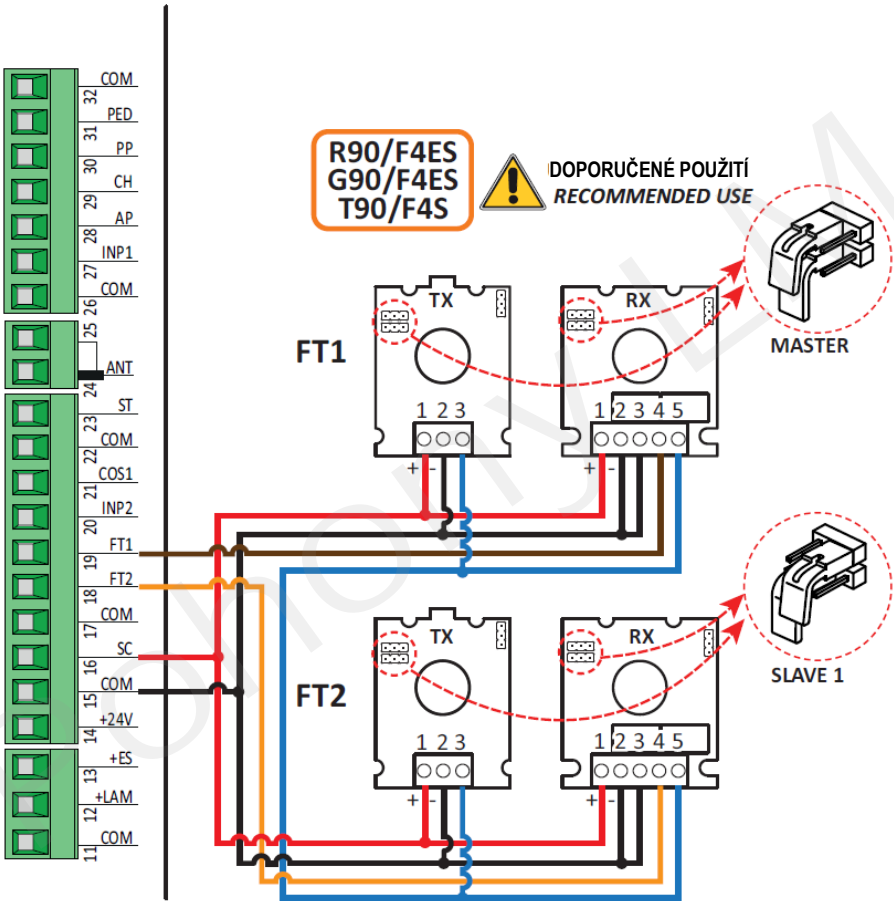 COM
32
PED
31
PP
30
CH
29
AP
28
INP1
27
COM
26
25
ANT
24
ST
23
COM
22
COS1
21
INP2
20
FT1
19
FT2
18
COM
17
SC
16
COM
15
+24V
14
+ES
13
+LAM
12
COM
11
R90/F4ES
G90/F4ES
T90/F4S
DOPORUČENÉ POUŽITÍ
RECOMMENDED USE
FT1
TX
1 2 3
+ -
RX
1 2 3 4 5
+ -
MASTER
FT2
TX
1 2 3
+ -
RX
1 2 3 4 5
+ -
SLAVE 1